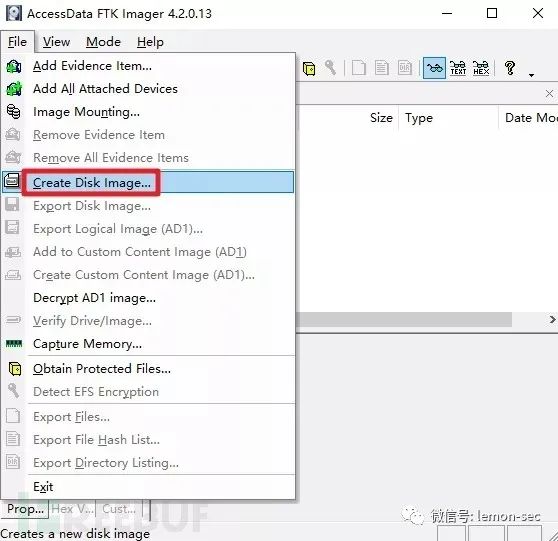 AccessData FTK Imager 4.2.0.13
File View Mode Help
TEXT HEX ?
Add Evidence Item...
Add All Attached Devices
Image Mounting...
Size Type Date Mo
Remove Evidence Item
Remove All Evidence Items
Create Disk Image...
Export Disk Image...
Export Logical Image (AD1)...
Add to Custom Content Image (AD1)
Create Custom Content Image (AD1)...
Decrypt AD1 image...
Verify Drive/Image...
Capture Memory...
Obtain Protected Files...
Detect EFS Encryption
Export Files...
Export File Hash List...
Export Directory Listing...
Exit
Prop... Hex V... Cust...
REEBUF
微信号: lemon-sec
Creates a new disk image